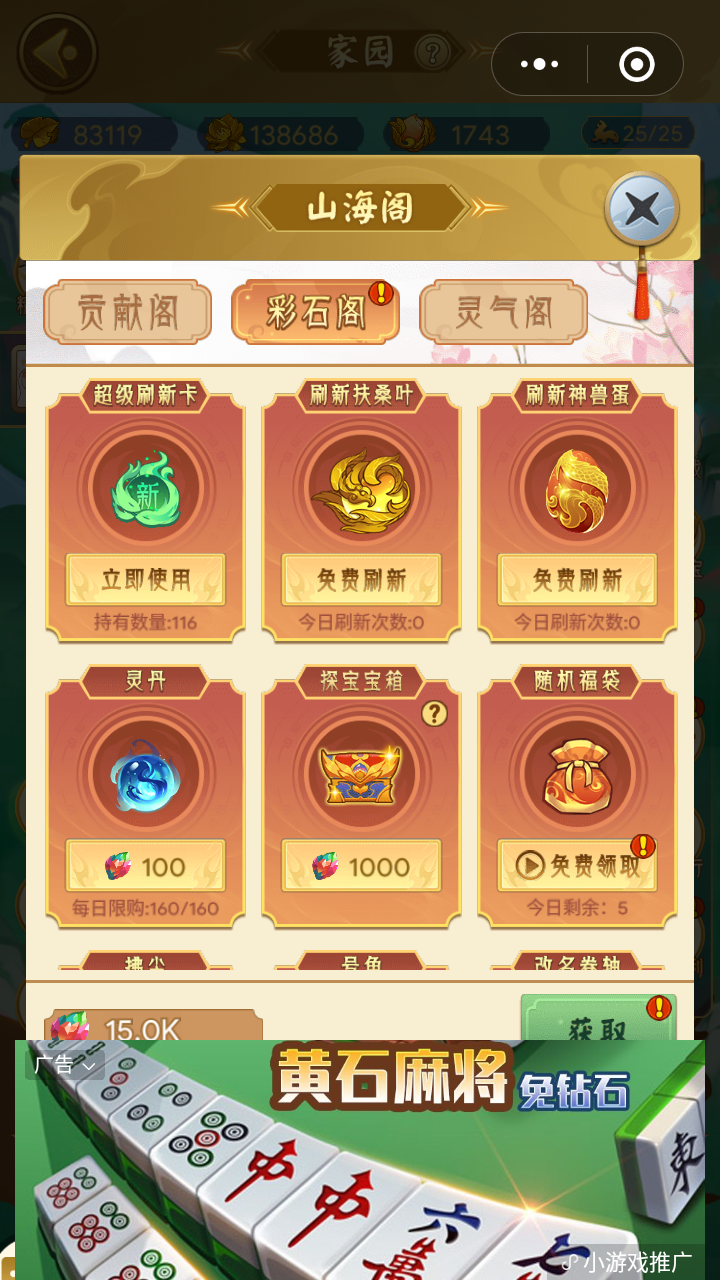 家园 ?
83119 138686 1743 25/25
山海阁
贡献阁 彩石阁 灵气阁
超级刷新卡 刷新扶桑叶 刷新神兽蛋
新
立即使用 免费刷新 免费刷新
持有数量:116 今日刷新次数:0 今日刷新次数:0
灵丹 探宝宝箱 随机福袋
?
100 1000 免费领取
每日限购:160/160 今日剩余：5
拂尘 号角 改名卷轴
15.0K 获取
广告
黄石麻将 免钻石
東
中
中
六萬
七
小游戏推广